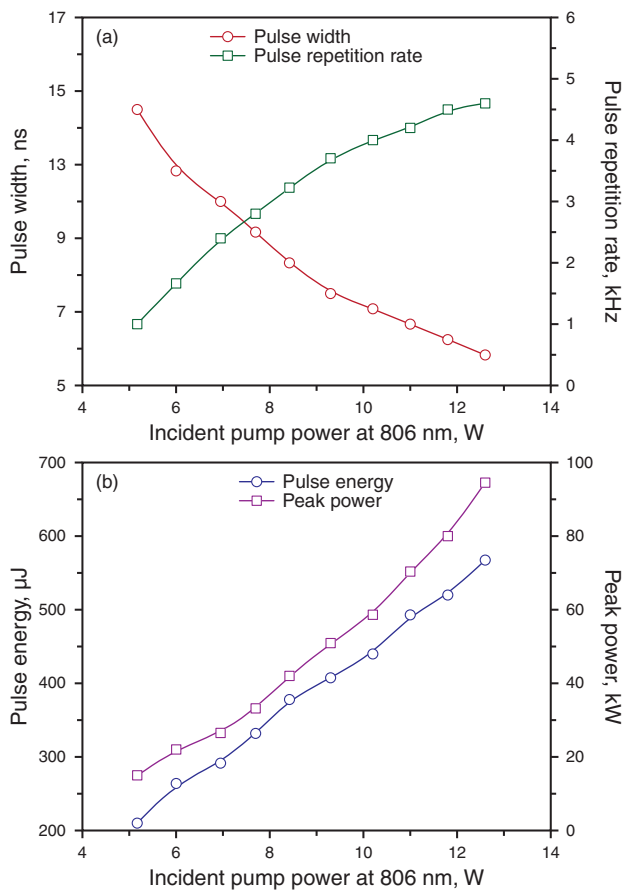 (a)
Pulse width
Pulse repetition rate
17
15
13
9
7
5
Pulse width, ns
6
5
4
3
2
1
0
Pulse repetition rate, kHz
4 6 8 10 12 14
Incident pump power at 806 nm, W
(b)
Pulse energy
Peak power
700
600
500
400
300
200
Pulse energy, µJ
100
80
60
40
20
0
Peak power, kW
4 6 8 10 12 14
Incident pump power at 806 nm, W